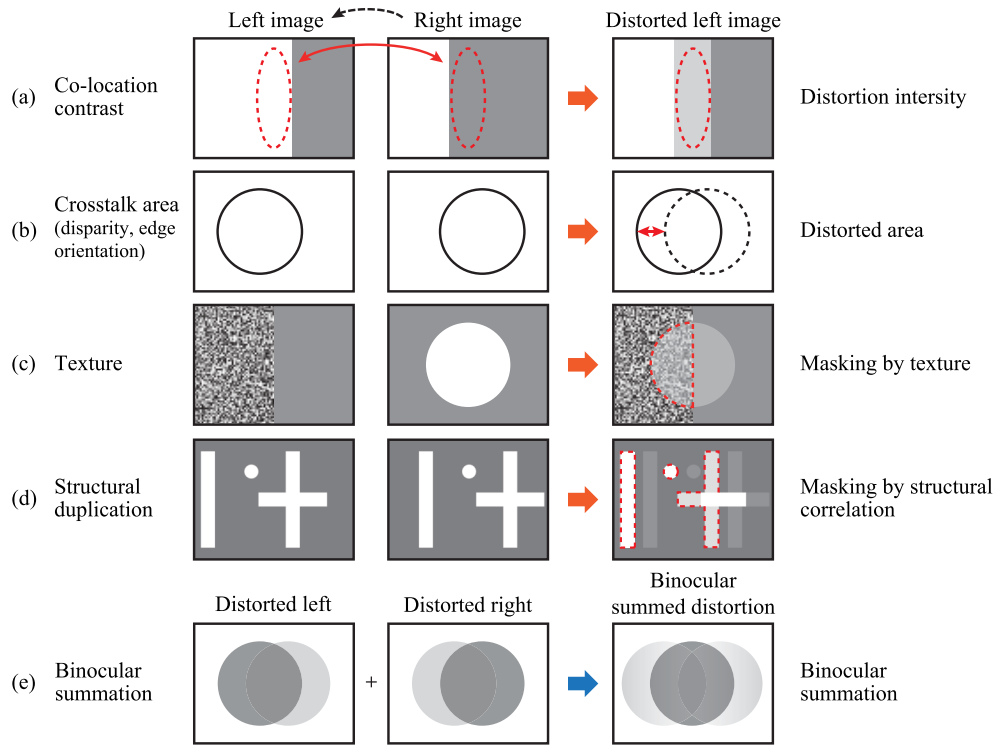 Left image
Right image
Distorted left image
(a)
Co-location
contrast
Distortion intersity
(b)
Crosstalk area
(disparity, edge
orientation)
Distorted area
(c)
Texture
Masking by texture
(d)
Structural
duplication
Masking by structural
correlation
Distorted left
Distorted right
Binocular
summed distortion
(e)
Binocular
summation
+
Binocular
summation